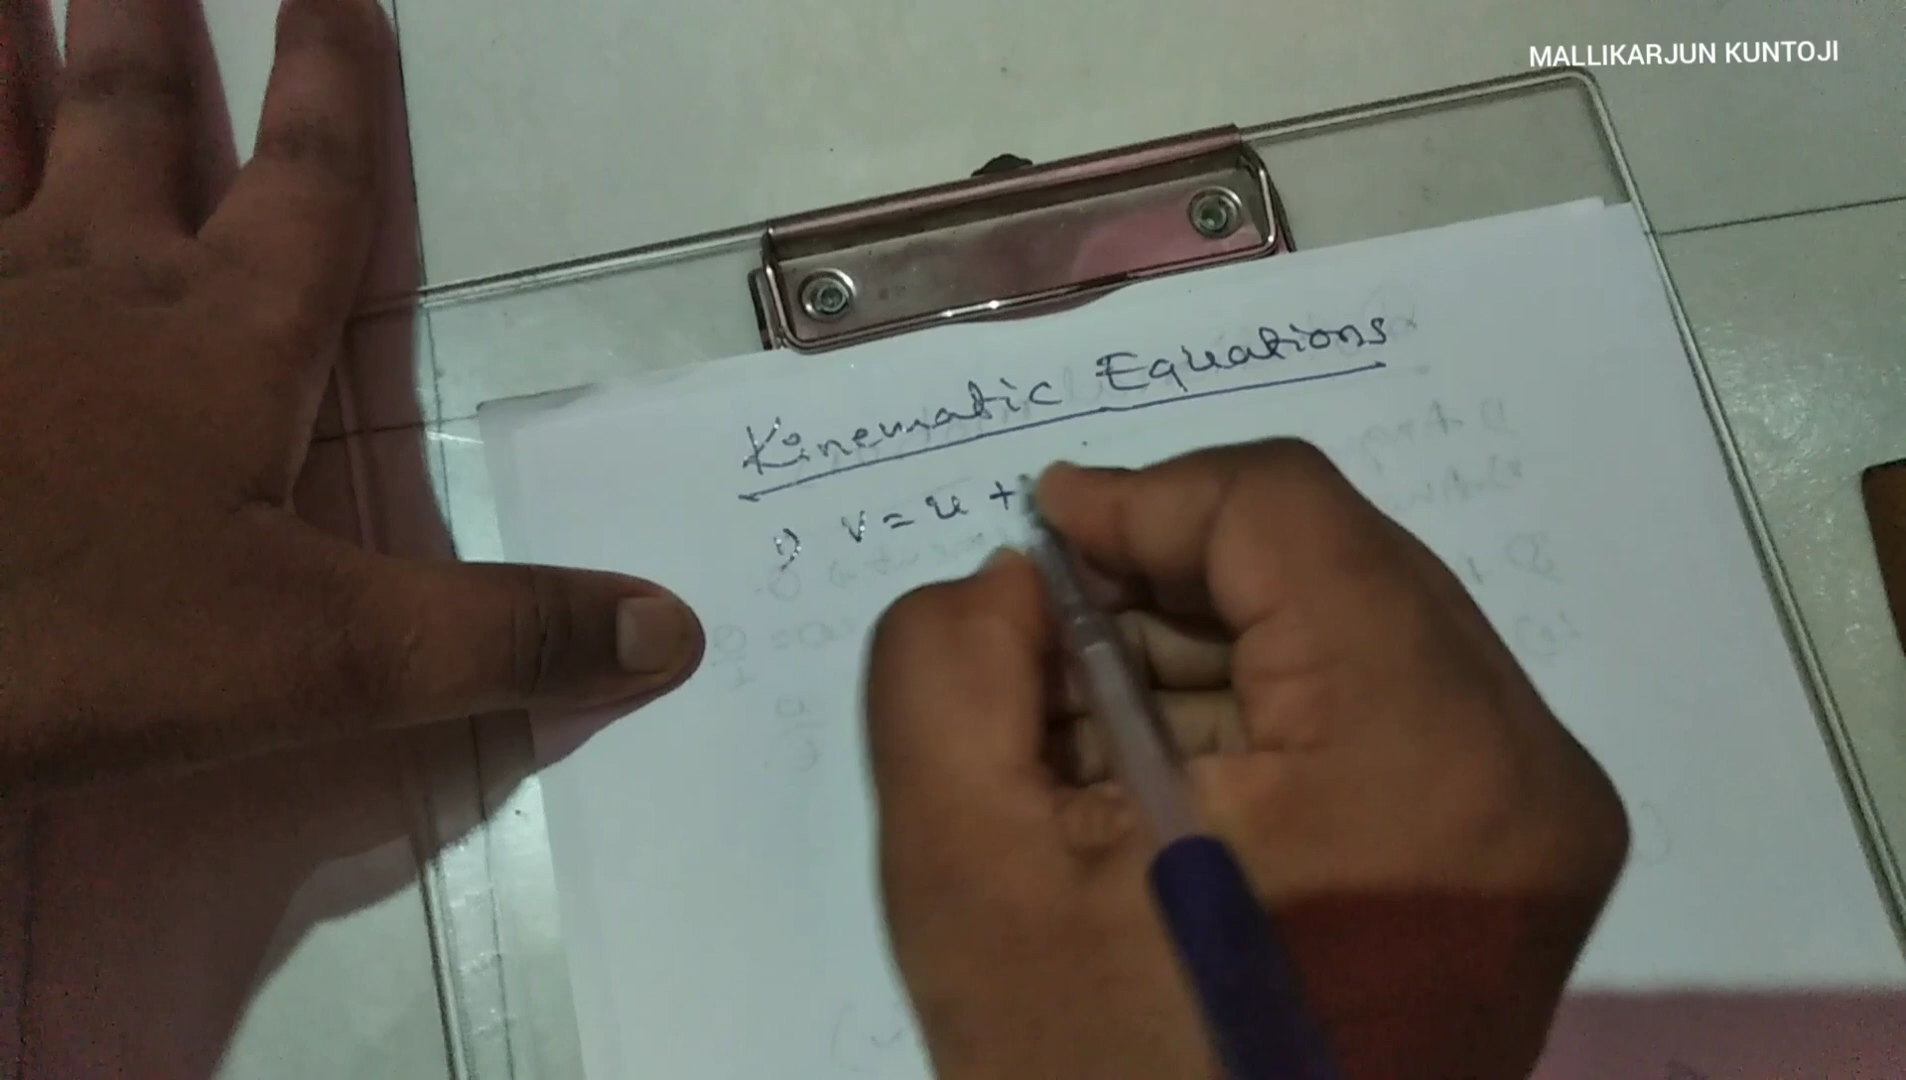 MALLIKARJUN KUNTOJI
Kinematic Equations
1) v = u +